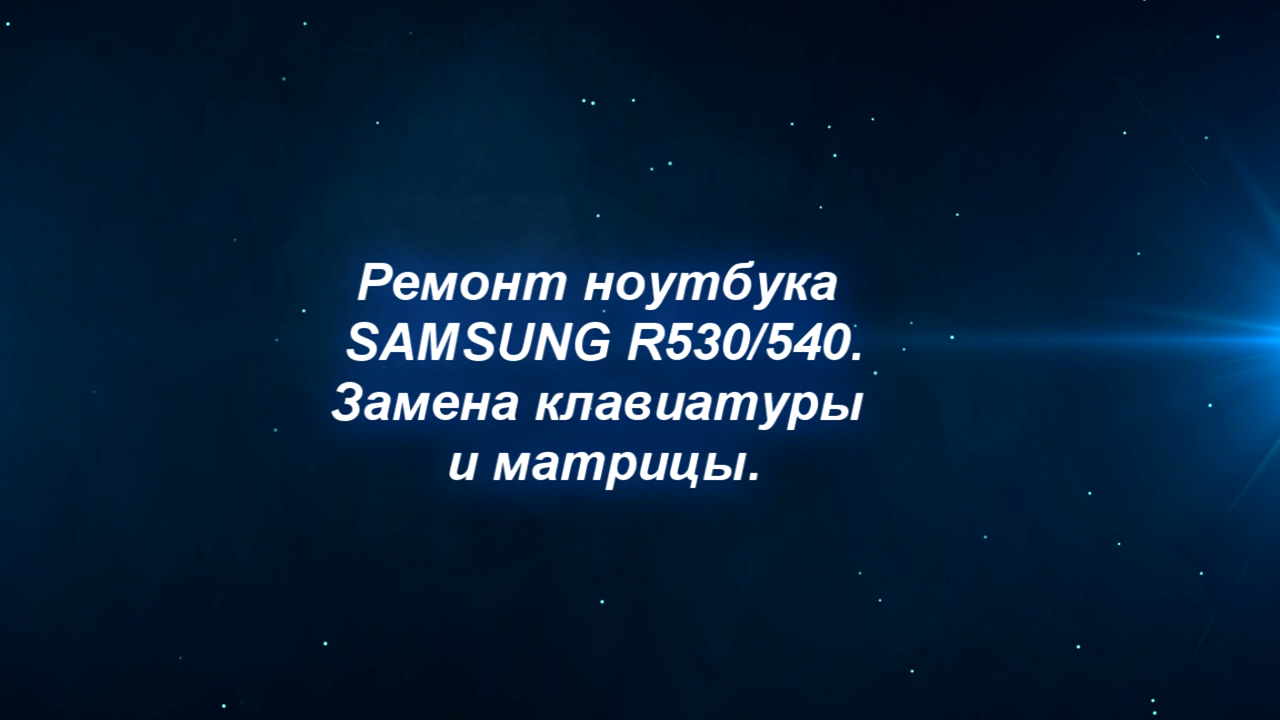 Ремонт ноутбука
SAMSUNG R530/540.
Замена клавиатуры
и матрицы.